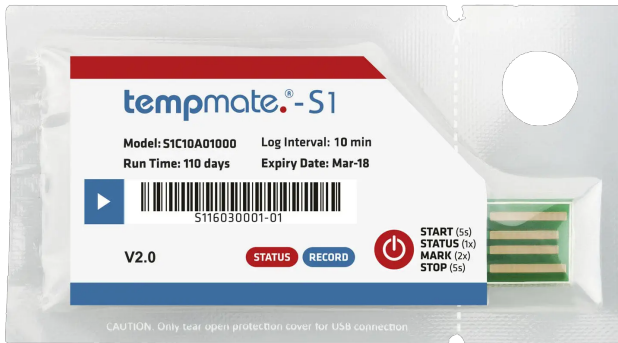 tempmate.®-S1
Model: S1C10A01000 Log Interval: 10 min
Run Time: 110 days Expiry Date: Mar-18
S116030001-01
V2.0
STATUS RECORD
START (5s)
STATUS (1x)
MARK (2x)
STOP (5s)
CAUTION: Only tear open protection cover for USB connection